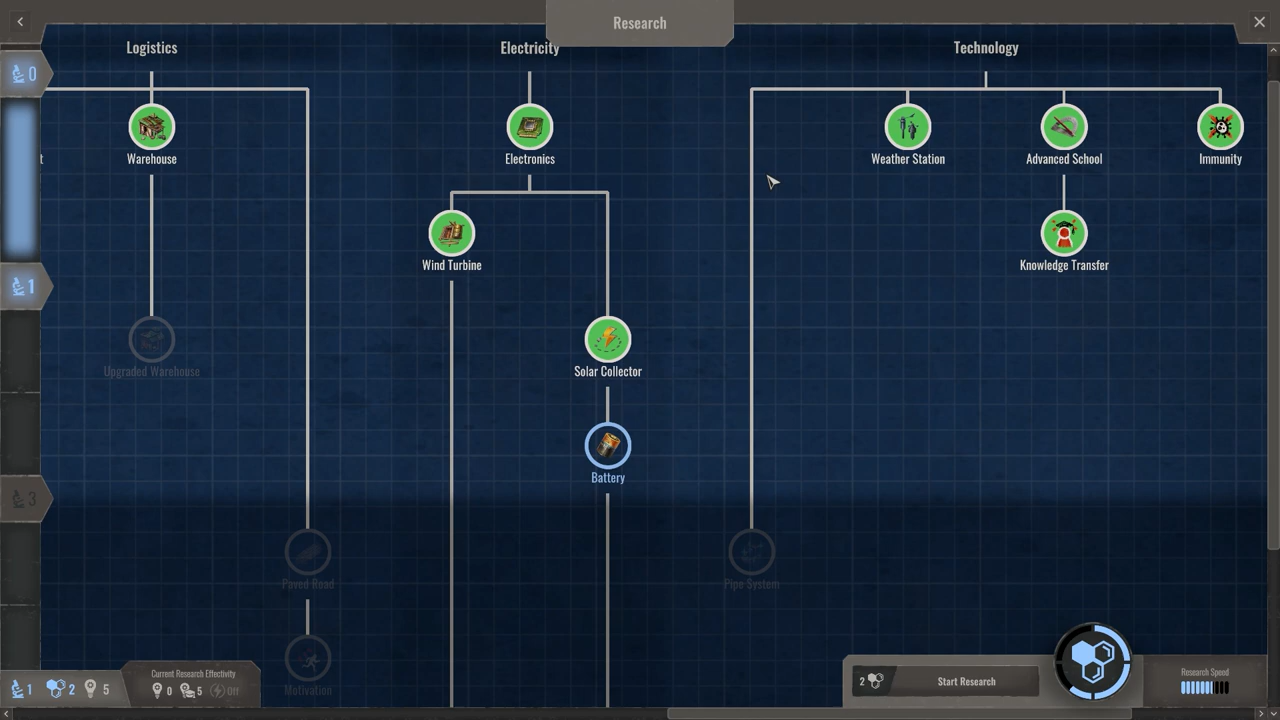 Research
Logistics
Electricity
Technology
0
Warehouse
Electronics
Weather Station
Advanced School
Immunity
t
Wind Turbine
Knowledge Transfer
1
Upgraded Warehouse
Solar Collector
Battery
3
Paved Road
Pipe System
Motivation
1 2 5
Current Research Effectivity
0 5 Off
2 Start Research
Research Speed